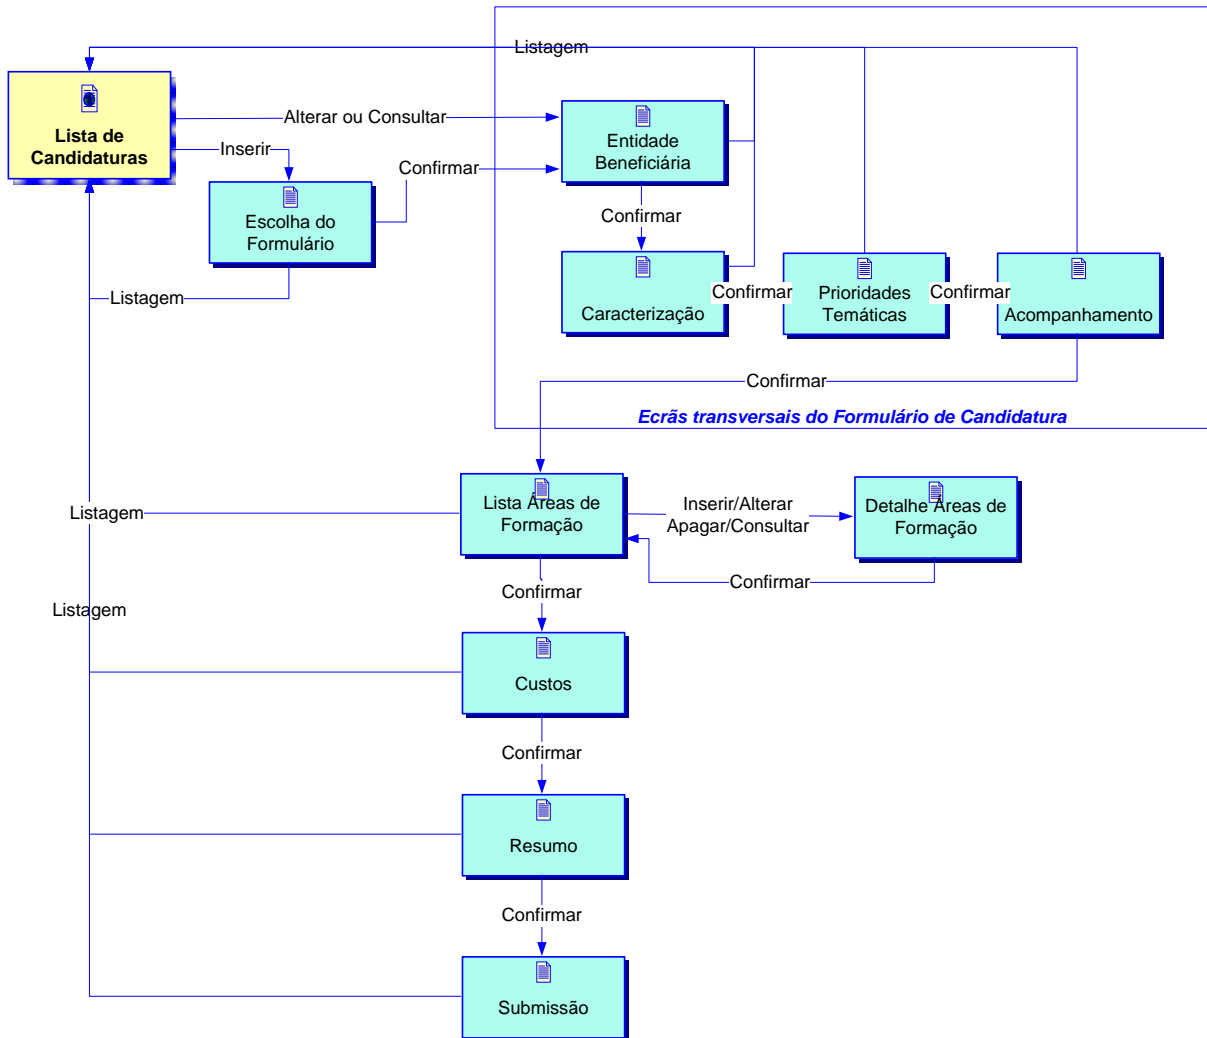 Listagem
Lista de
Candidaturas
Alterar ou Consultar
Entidade
Beneficiária
Inserir
Confirmar
Escolha do
Formulário
Confirmar
Listagem
Caracterização
Confirmar
Prioridades
Temáticas
Confirmar
Acompanhamento
Confirmar
Ecrãs transversais do Formulário de Candidatura
Listagem
Lista Áreas de
Formação
Inserir/Alterar
Apagar/Consultar
Detalhe Áreas de
Formação
Confirmar
Confirmar
Listagem
Custos
Confirmar
Resumo
Confirmar
Submissão